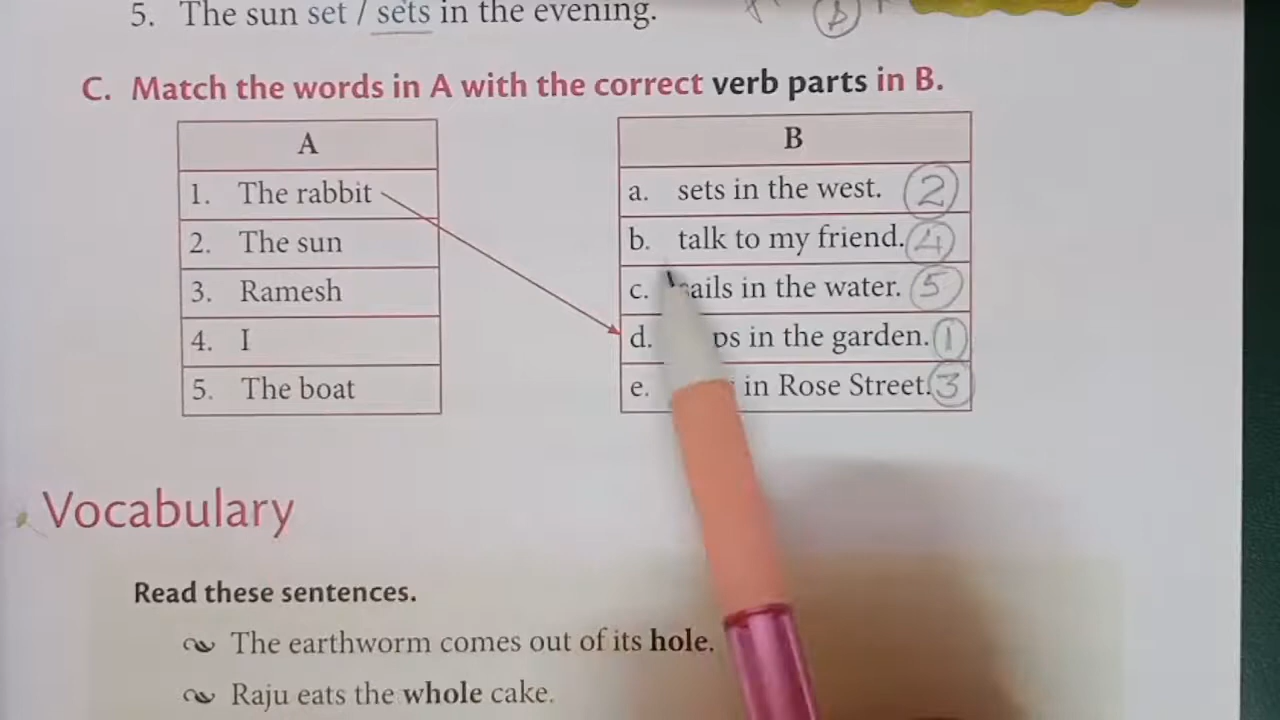 5. The sun set / sets in the evening.
C. Match the words in A with the correct verb parts in B.
A
1. The rabbit
2. The sun
3. Ramesh
4. I
5. The boat
B
a. sets in the west. 2
b. talk to my friend. 4
c. sails in the water. 5
d. in the garden. 1
e. in Rose Street. 3
Vocabulary
Read these sentences.
The earthworm comes out of its hole.
Raju eats the whole cake.